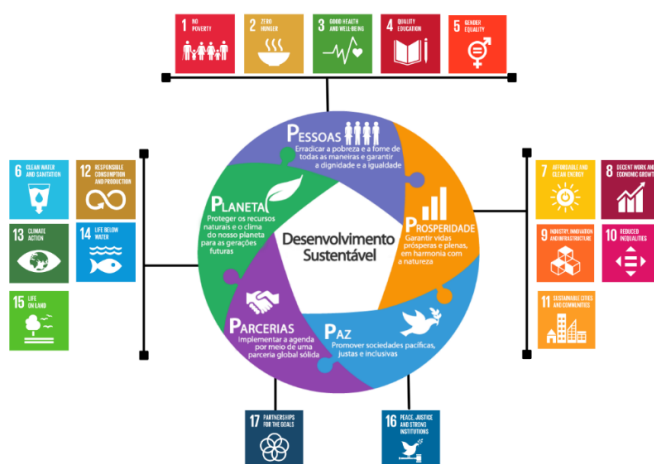 1 NO
POVERTY
2 ZERO
HUNGER
3 GOOD HEALTH
AND WELL-BEING
4 QUALITY
EDUCATION
5 GENDER
EQUALITY
PESSOAS
Erradicar a pobreza e a fome de
todas as maneiras e garantir
a dignidade e a igualdade
6 CLEAN WATER
AND SANITATION
12 RESPONSIBLE
CONSUMPTION
AND PRODUCTION
13 CLIMATE
ACTION
14 LIFE BELOW
WATER
15 LIFE
ON LAND
PLANETA
Proteger os recursos
naturais e o clima
do nosso planeta
para as gerações
futuras
Desenvolvimento
Sustentável
PROSPERIDADE
Garantir vidas
prósperas e plenas,
em harmonia com
a natureza
7 AFFORDABLE AND
CLEAN ENERGY
8 DECENT WORK AND
ECONOMIC GROWTH
9 INDUSTRY, INNOVATION
AND INFRASTRUCTURE
10 REDUCED
INEQUALITIES
11 SUSTAINABLE CITIES
AND COMMUNITIES
PARCERIAS
Implementar a agenda
por meio de uma
parceria global sólida
PAZ
Promover sociedades pacíficas,
justas e inclusivas
17 PARTNERSHIPS
FOR THE GOALS
16 PEACE, JUSTICE
AND STRONG
INSTITUTIONS